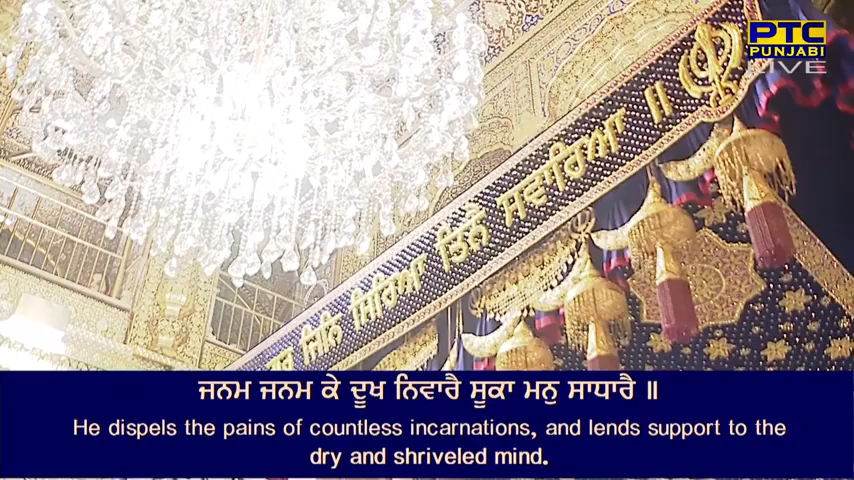 PTC
PUNJABI
LIVE
ਜਿਨਿ ਸਿਰਿਆ ਤਿਨੈ ਸਵਾਰਿਆ ॥
ਜਨਮ ਜਨਮ ਕੇ ਦੂਖ ਨਿਵਾਰੈ ਸੂਕਾ ਮਨੁ ਸਾਧਾਰੈ ॥
He dispels the pains of countless incarnations, and lends support to the
dry and shriveled mind.